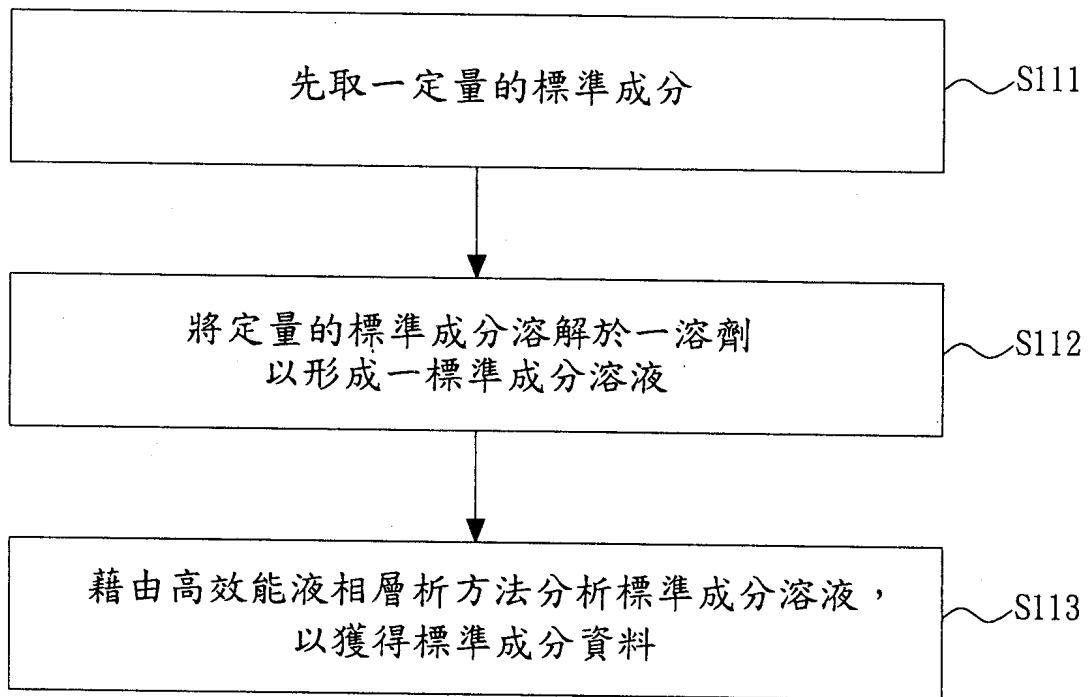 先取一定量的標準成分
S111
將定量的標準成分溶解於一溶劑
以形成一標準成分溶液
S112
藉由高效能液相層析方法分析標準成分溶液，
以獲得標準成分資料
S113